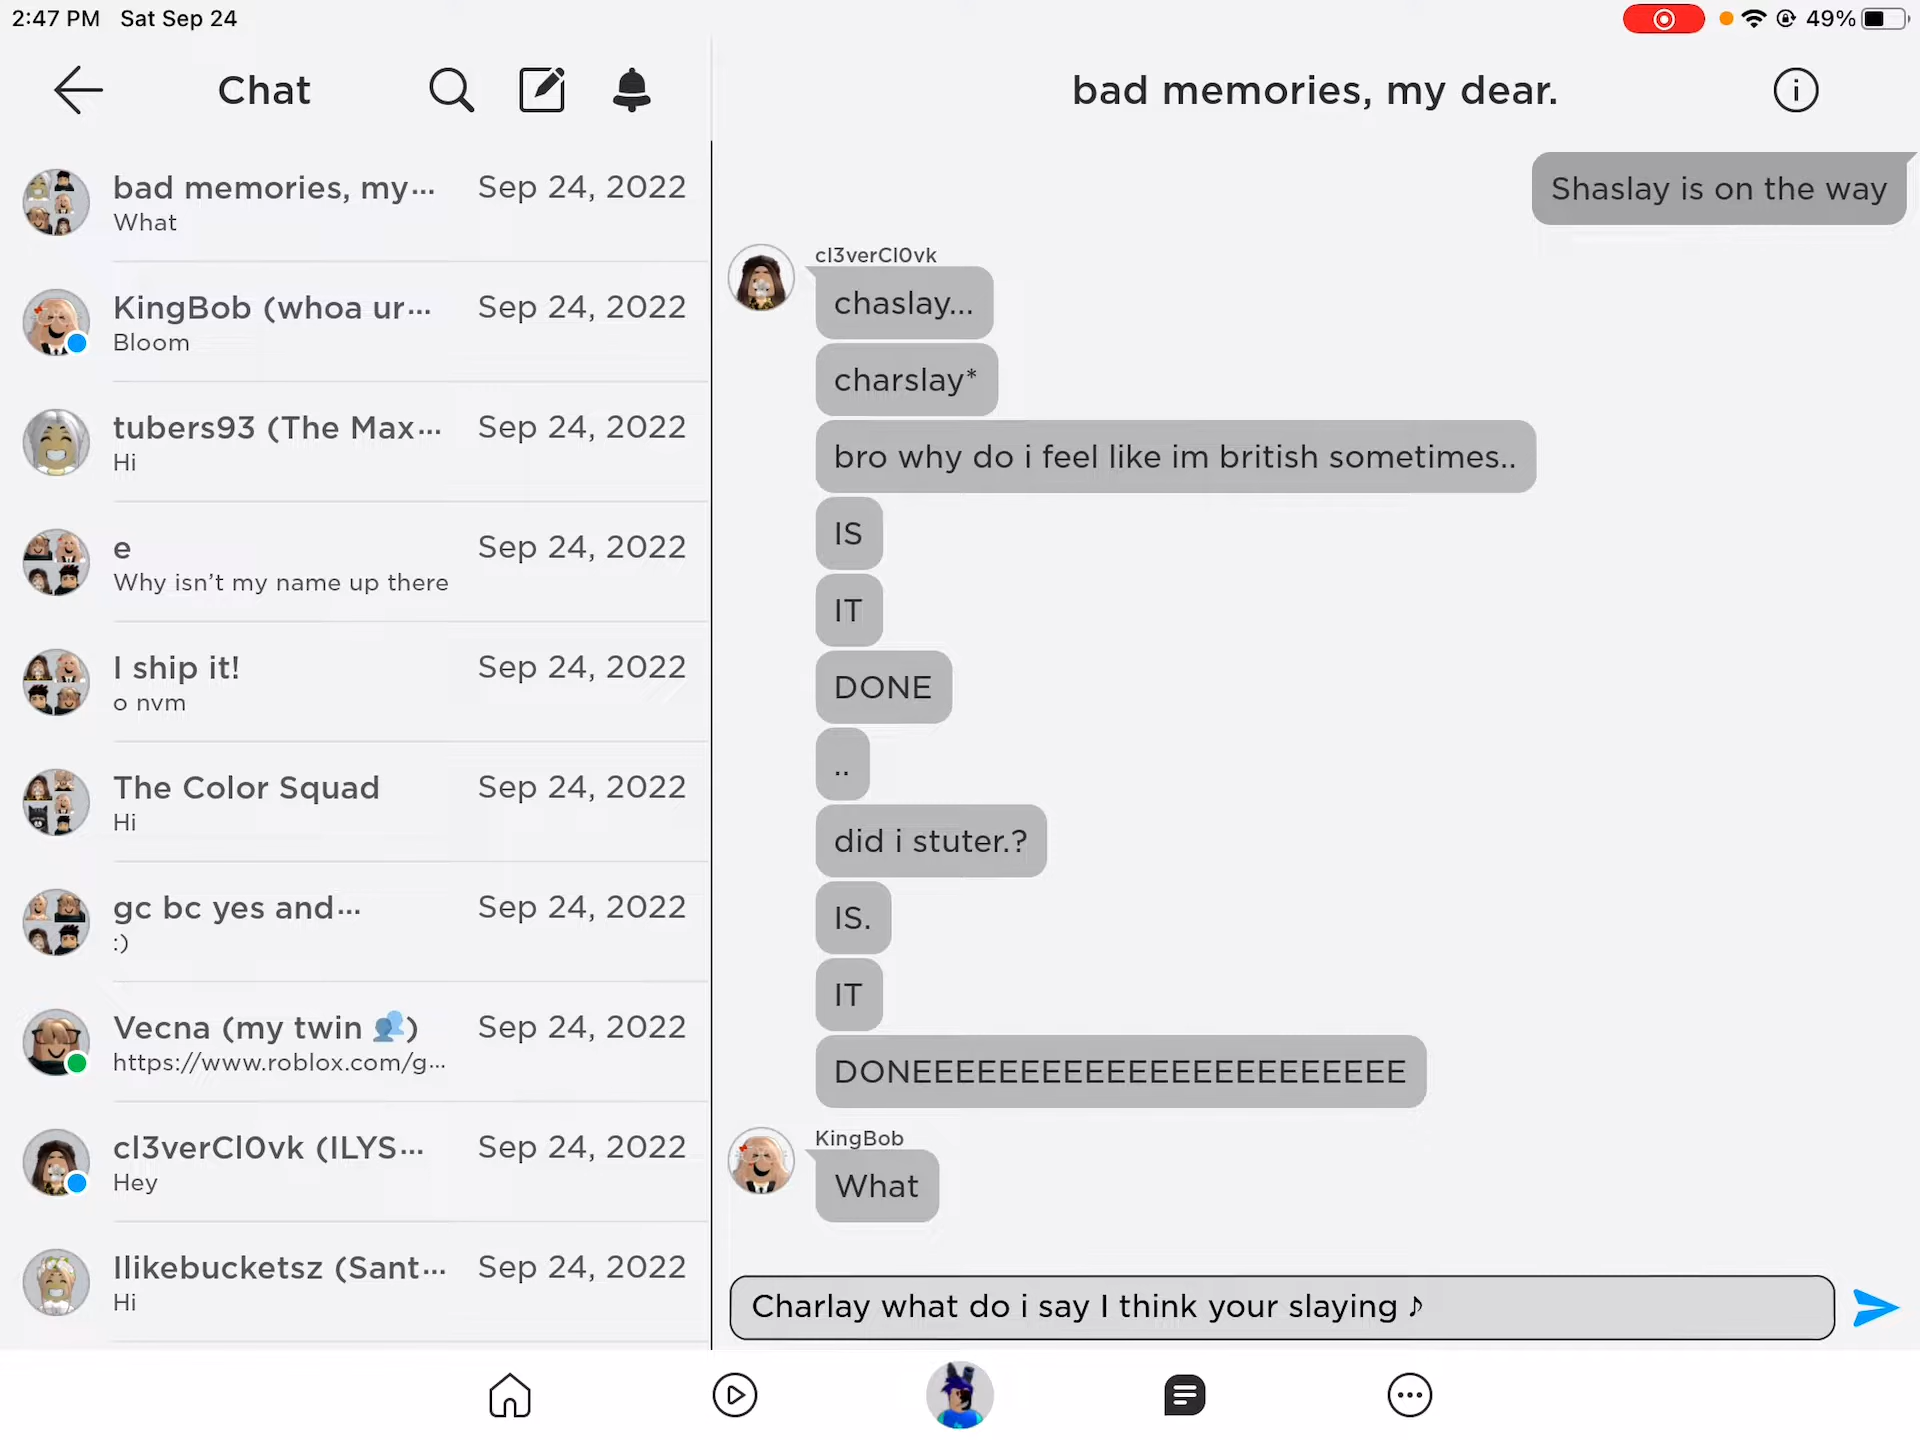 2:47 PM Sat Sep 24
49%
Chat
bad memories, my···
Sep 24, 2022
What
KingBob (whoa ur···
Sep 24, 2022
Bloom
tubers93 (The Max···
Sep 24, 2022
Hi
e
Sep 24, 2022
Why isn’t my name up there
I ship it!
Sep 24, 2022
o nvm
The Color Squad
Sep 24, 2022
Hi
gc bc yes and···
Sep 24, 2022
:)
Vecna (my twin 👥)
Sep 24, 2022
https://www.roblox.com/g···
cl3verCl0vk (ILYS···
Sep 24, 2022
Hey
Ilikebucketsz (Sant···
Sep 24, 2022
Hi
bad memories, my dear.
Shaslay is on the way
cl3verCl0vk
chaslay...
charslay*
bro why do i feel like im british sometimes..
IS
IT
DONE
..
did i stuter.?
IS.
IT
DONEEEEEEEEEEEEEEEEEEEEEEE
KingBob
What
Charlay what do i say I think your slaying ♪